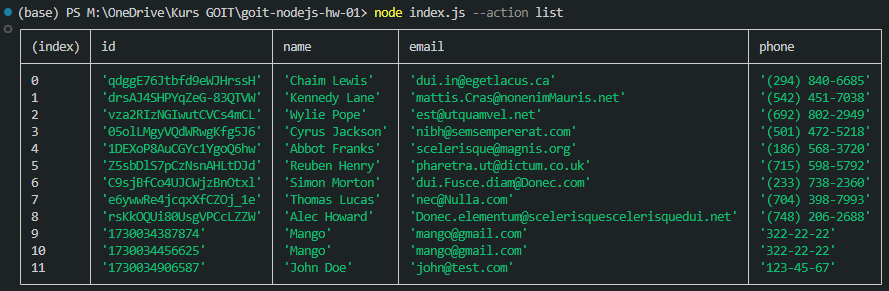 (base) PS M:\OneDrive\Kurs GOIT\goit-nodejs-hw-01> node index.js --action list
(index) id name email phone
0 'qdggE76Jtbfd9eWJHrssH' 'Chaim Lewis' 'dui.in@egetlacus.ca' '(294) 840-6685'
1 'drsAJ4SHPYqZeG-83QTVW' 'Kennedy Lane' 'mattis.Cras@nonenimMauris.net' '(542) 451-7038'
2 'vza2RIzNGIwutCVCs4mCL' 'Wylie Pope' 'est@utquamvel.net' '(692) 802-2949'
3 '05olLMgyVQdWRwgKfg5J6' 'Cyrus Jackson' 'nibh@semsempererat.com' '(501) 472-5218'
4 '1DEXoP8AuCGYc1YgoQ6hw' 'Abbot Franks' 'scelerisque@magnis.org' '(186) 568-3720'
5 'Z5sbDlS7pCzNsnAHLtDJd' 'Reuben Henry' 'pharetra.ut@dictum.co.uk' '(715) 598-5792'
6 'C9sjBfCo4UJCWjzBnOtxl' 'Simon Morton' 'dui.Fusce.diam@Donec.com' '(233) 738-2360'
7 'e6ywwRe4jcqxXfCZOj_1e' 'Thomas Lucas' 'nec@Nulla.com' '(704) 398-7993'
8 'rsKkOQUi80UsgVPCcLZZW' 'Alec Howard' 'Donec.elementum@scelerisquescelerisquedui.net' '(748) 206-2688'
9 '1730034387874' 'Mango' 'mango@gmail.com' '322-22-22'
10 '1730034456625' 'Mango' 'mango@gmail.com' '322-22-22'
11 '1730034906587' 'John Doe' 'john@test.com' '123-45-67'